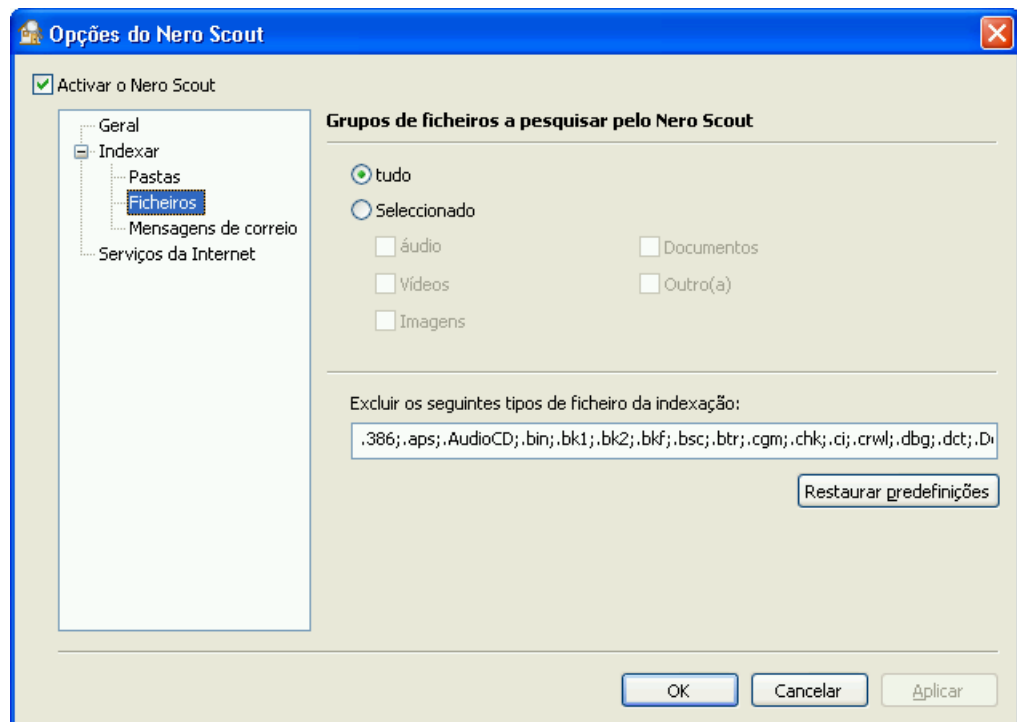 Opções do Nero Scout
Activar o Nero Scout
Geral
Indexar
Pastas
Ficheiros
Mensagens de correio
Serviços da Internet
Grupos de ficheiros a pesquisar pelo Nero Scout
tudo
Seleccionado
áudio
Documentos
Vídeos
Outro(a)
Imagens
Excluir os seguintes tipos de ficheiro da indexação:
.386;.aps;.AudioCD;.bin;.bk1;.bk2;.bkf;.bsc;.btr;.cgm;.chk;.ci;.crwl;.dbg;.dct;
Restaurar predefinições
OK
Cancelar
Aplicar